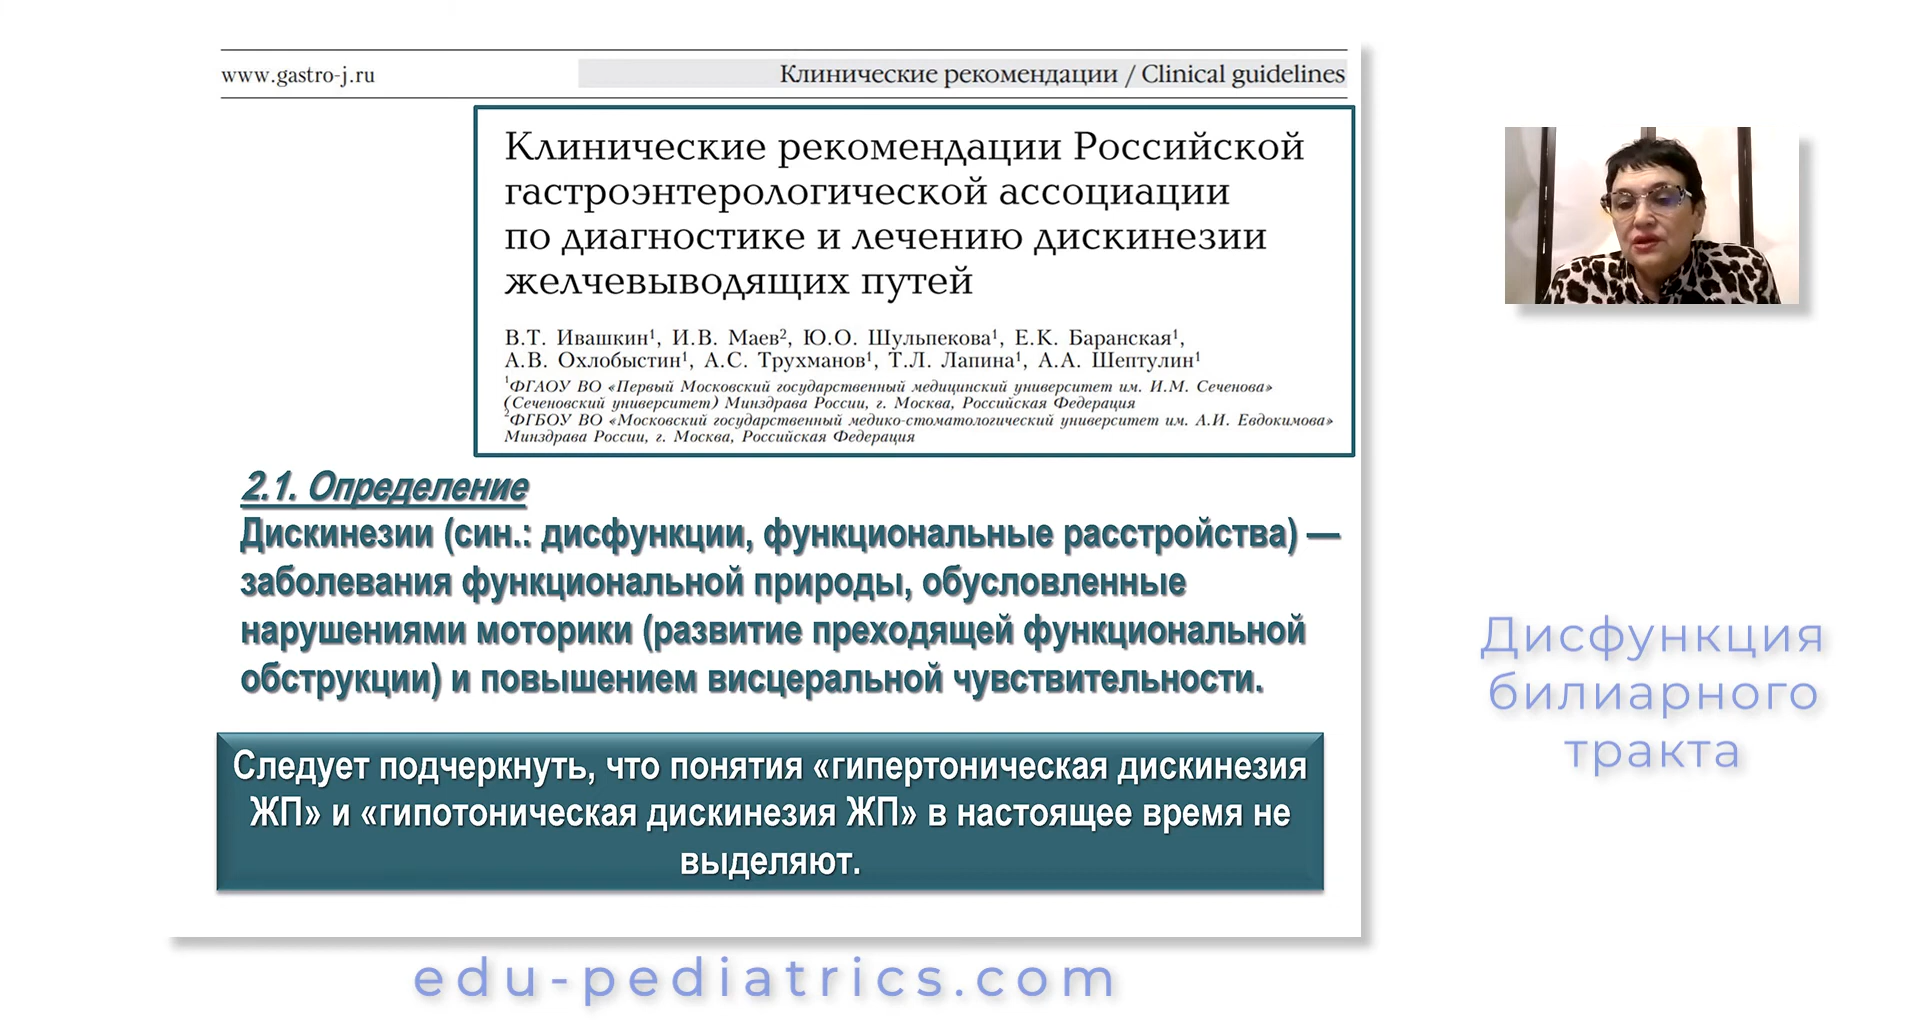 www.gastro-j.ru
Клинические рекомендации / Clinical guidelines
Клинические рекомендации Российской
гастроэнтерологической ассоциации
по диагностике и лечению дискинезии
желчевыводящих путей
В.Т. Ивашкин¹, И.В. Маев², Ю.О. Шульпекова¹, Е.К. Баранская¹,
А.В. Охлобыстин¹, А.С. Трухманов¹, Т.Л. Лапина¹, А.А. Шептулин¹
¹ФГАОУ ВО «Первый Московский государственный медицинский университет им. И.М. Сеченова»
(Сеченовский университет) Минздрава России, г. Москва, Российская Федерация
²ФГБОУ ВО «Московский государственный медико-стоматологический университет им. А.И. Евдокимова»
Минздрава России, г. Москва, Российская Федерация
2.1. Определение
Дискинезии (син.: дисфункции, функциональные расстройства) —
заболевания функциональной природы, обусловленные
нарушениями моторики (развитие преходящей функциональной
обструкции) и повышением висцеральной чувствительности.
Следует подчеркнуть, что понятия «гипертоническая дискинезия
ЖП» и «гипотоническая дискинезия ЖП» в настоящее время не
выделяют.
Дисфункция
билиарного
тракта
edu-pediatrics.com